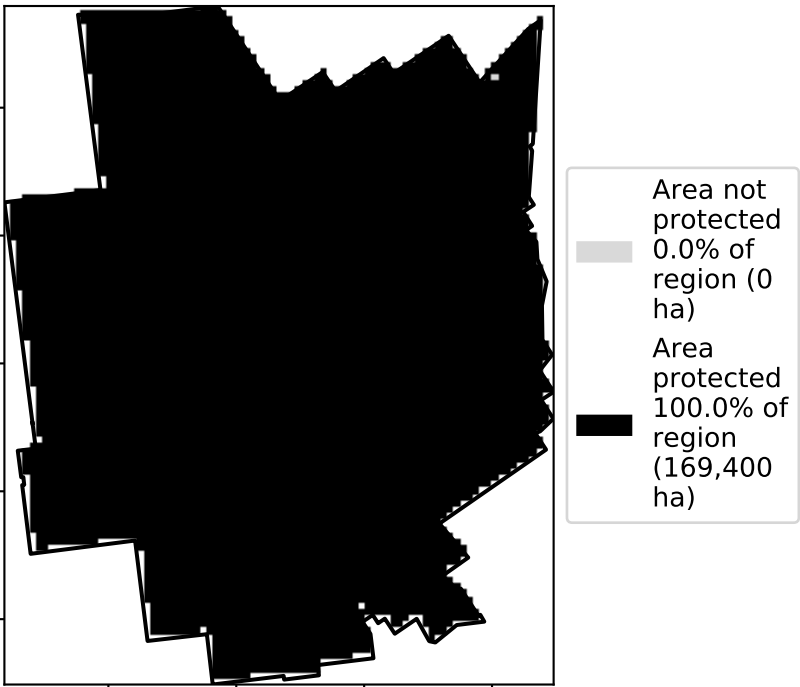 Area not
protected
0.0% of
region (0
ha)
Area
protected
100.0% of
region
(169,400
ha)